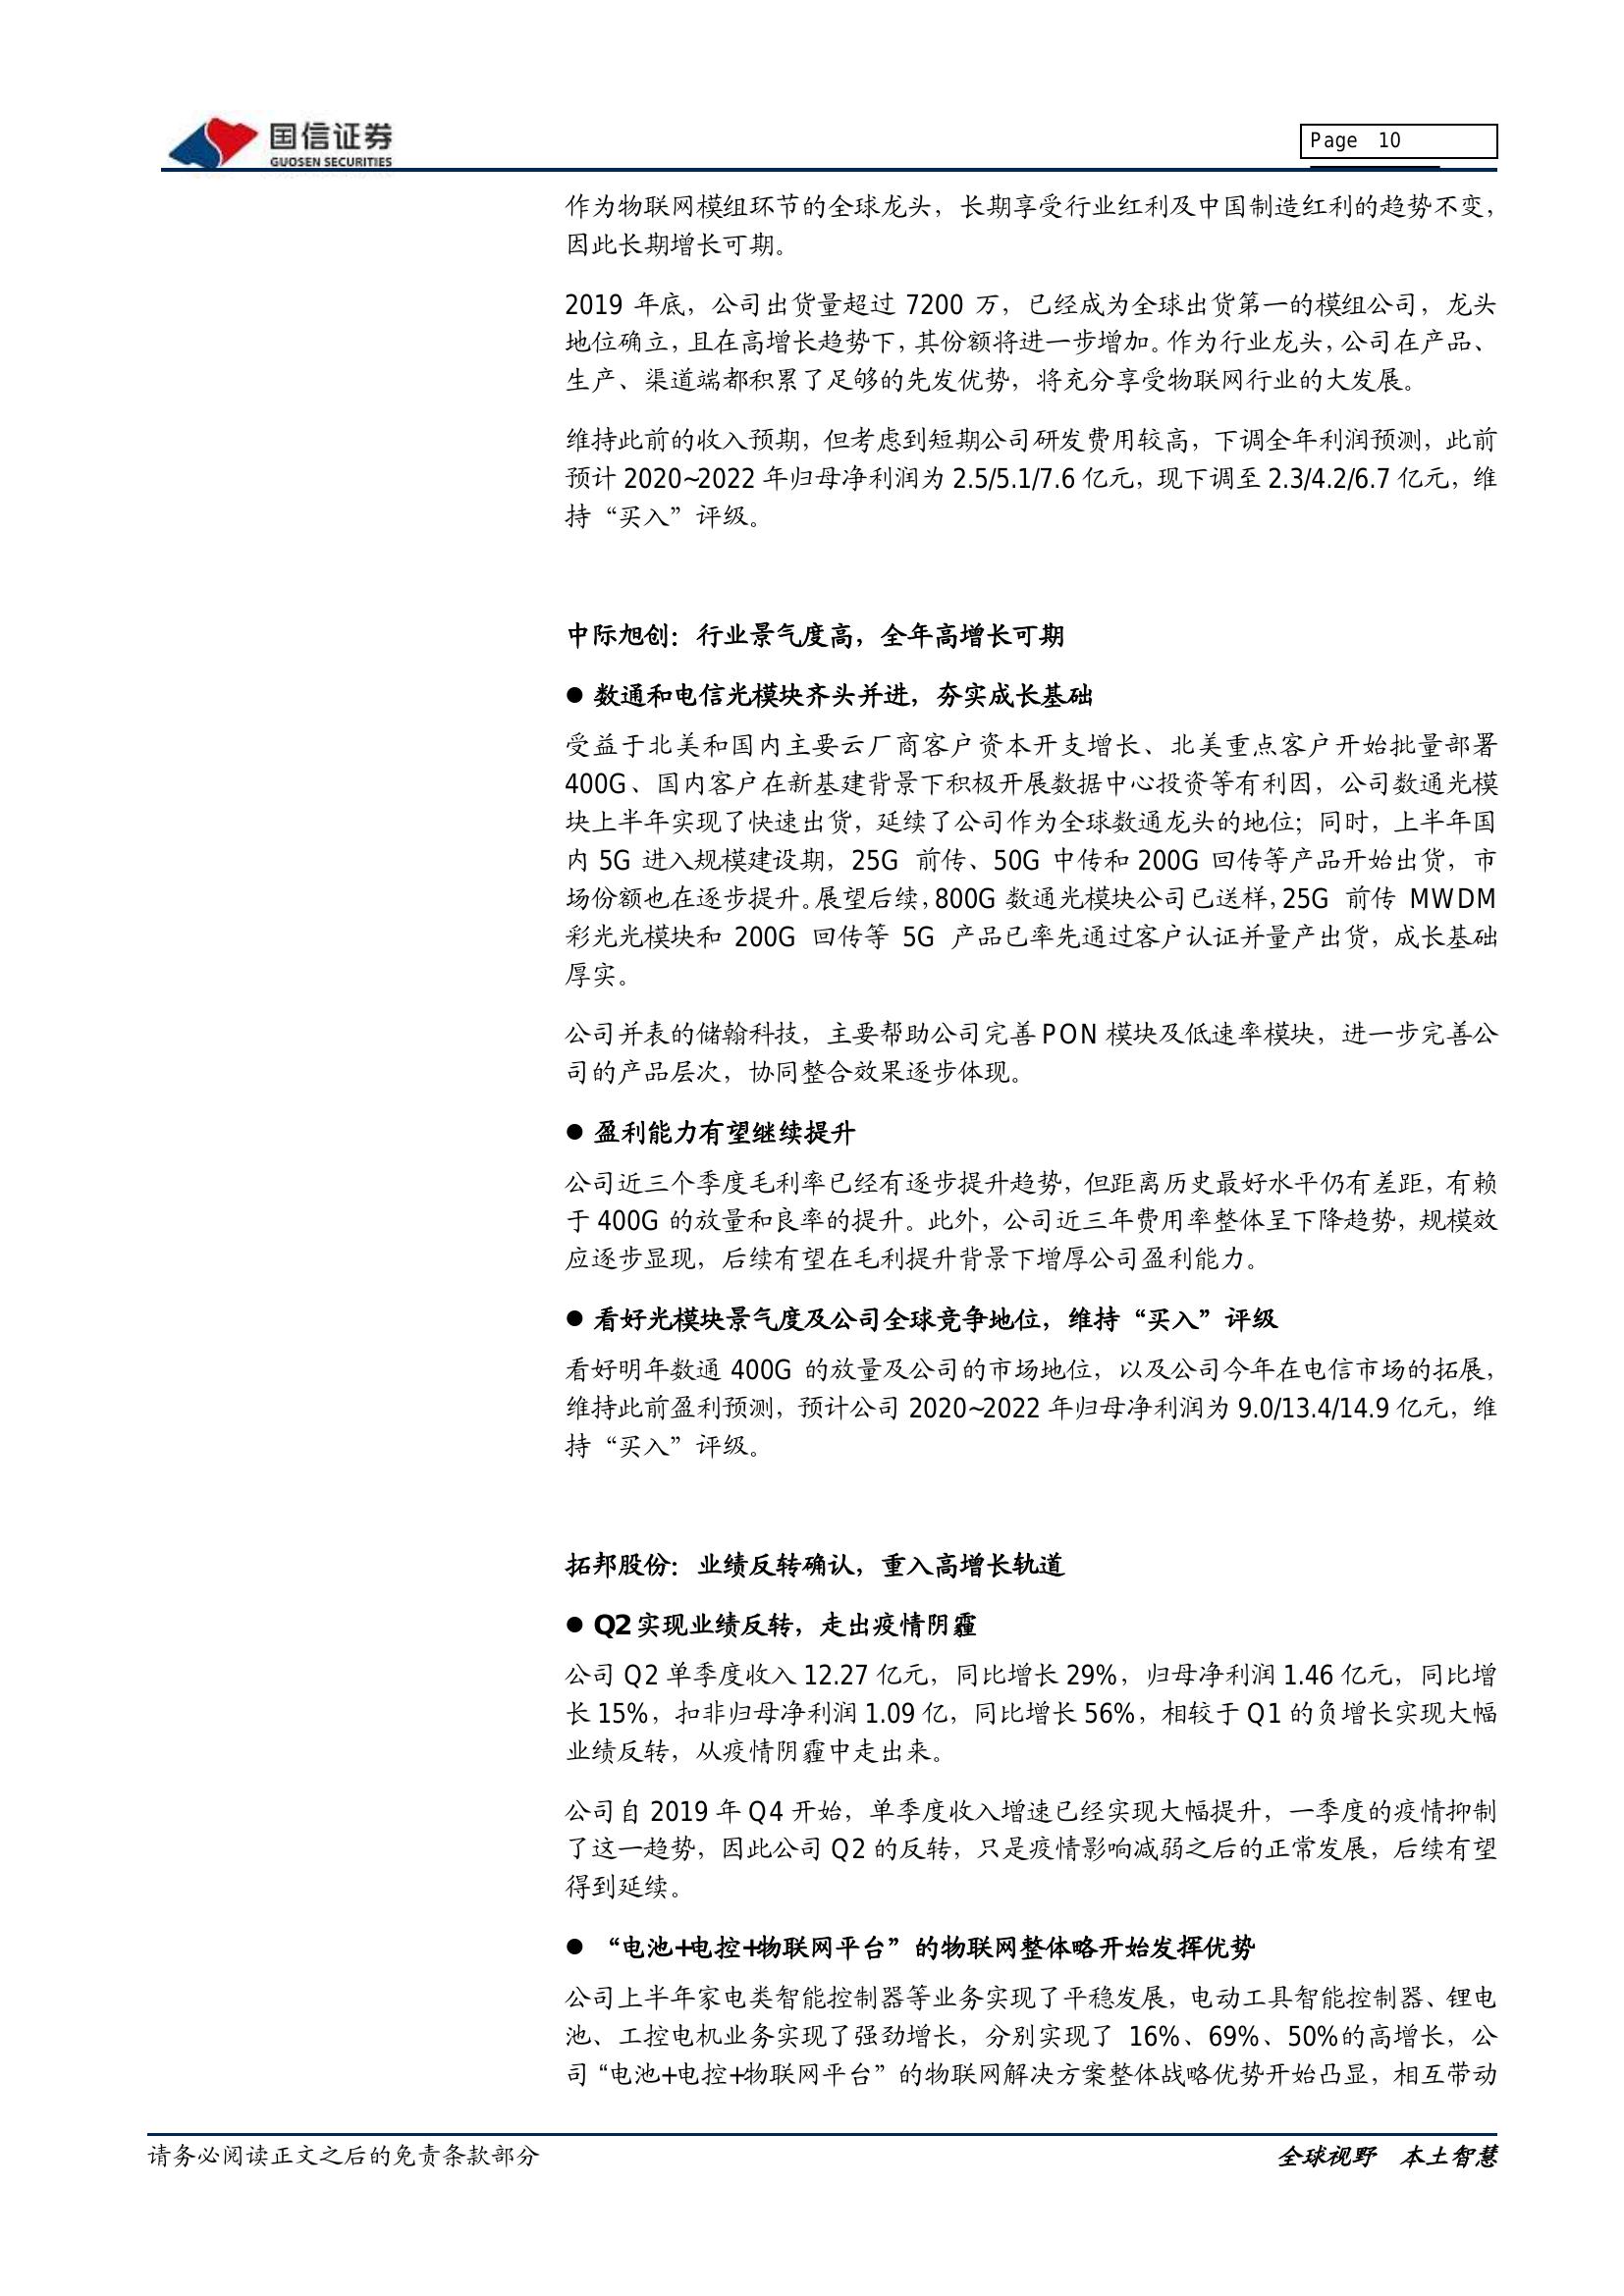 国信证券
GUOSEN SECURITIES
Page 10
作为物联网模组环节的全球龙头，长期享受行业红利及中国制造红利的趋势不变，
因此长期增长可期。
2019 年底，公司出货量超过 7200 万，已经成为全球出货第一的模组公司，龙头
地位确立，且在高增长趋势下，其份额将进一步增加。作为行业龙头，公司在产品、
生产、渠道端都积累了足够的先发优势，将充分享受物联网行业的大发展。
维持此前的收入预期，但考虑到短期公司研发费用较高，下调全年利润预测，此前
预计 2020~2022 年归母净利润为 2.5/5.1/7.6 亿元，现下调至 2.3/4.2/6.7 亿元，维
持“买入”评级。
中际旭创：行业景气度高，全年高增长可期
● 数通和电信光模块齐头并进，夯实成长基础
受益于北美和国内主要云厂商客户资本开支增长、北美重点客户开始批量部署
400G、国内客户在新基建背景下积极开展数据中心投资等有利因，公司数通光模
块上半年实现了快速出货，延续了公司作为全球数通龙头的地位；同时，上半年国
内 5G 进入规模建设期，25G 前传、50G 中传和 200G 回传等产品开始出货，市
场份额也在逐步提升。展望后续，800G 数通光模块公司已送样，25G 前传 MWDM
彩光光模块和 200G 回传等 5G 产品已率先通过客户认证并量产出货，成长基础
厚实。
公司并表的储翰科技，主要帮助公司完善 PON 模块及低速率模块，进一步完善公
司的产品层次，协同整合效果逐步体现。
● 盈利能力有望继续提升
公司近三个季度毛利率已经有逐步提升趋势，但距离历史最好水平仍有差距，有赖
于 400G 的放量和良率的提升。此外，公司近三年费用率整体呈下降趋势，规模效
应逐步显现，后续有望在毛利提升背景下增厚公司盈利能力。
● 看好光模块景气度及公司全球竞争地位，维持“买入”评级
看好明年数通 400G 的放量及公司的市场地位，以及公司今年在电信市场的拓展，
维持此前盈利预测，预计公司 2020~2022 年归母净利润为 9.0/13.4/14.9 亿元，维
持“买入”评级。
拓邦股份：业绩反转确认，重入高增长轨道
● Q2 实现业绩反转，走出疫情阴霾
公司 Q2 单季度收入 12.27 亿元，同比增长 29%，归母净利润 1.46 亿元，同比增
长 15%，扣非归母净利润 1.09 亿，同比增长 56%，相较于 Q1 的负增长实现大幅
业绩反转，从疫情阴霾中走出来。
公司自 2019 年 Q4 开始，单季度收入增速已经实现大幅提升，一季度的疫情抑制
了这一趋势，因此公司 Q2 的反转，只是疫情影响减弱之后的正常发展，后续有望
得到延续。
● “电池+电控+物联网平台”的物联网整体略开始发挥优势
公司上半年家电类智能控制器等业务实现了平稳发展，电动工具智能控制器、锂电
池、工控电机业务实现了强劲增长，分别实现了 16%、69%、50%的高增长，公
司“电池+电控+物联网平台”的物联网解决方案整体战略优势开始凸显，相互带动
请务必阅读正文之后的免责条款部分
全球视野 本土智慧